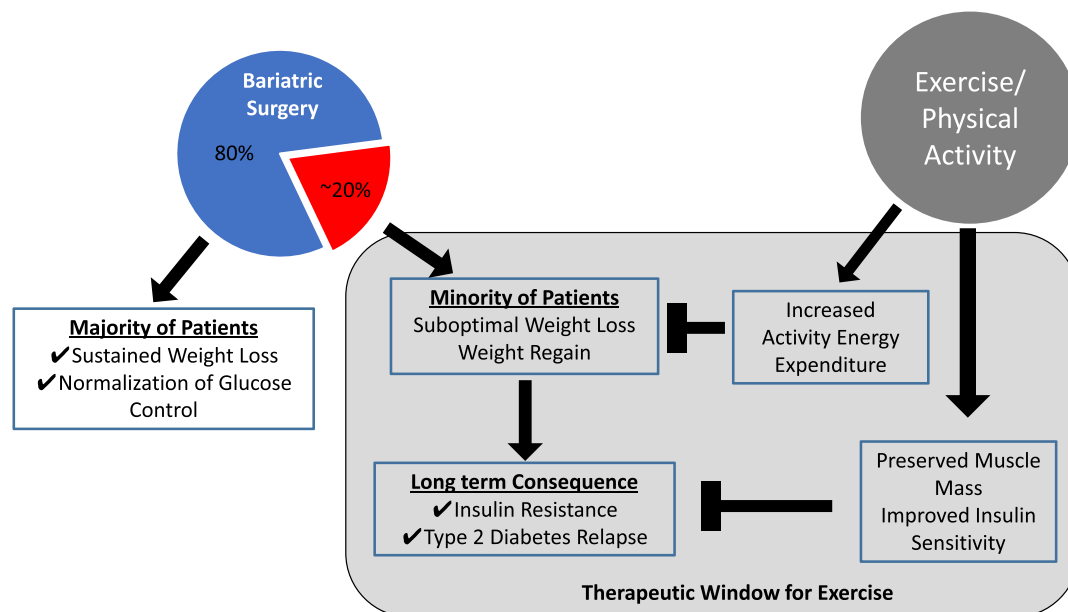 Bariatric
Surgery
80%
~20%
Exercise/
Physical
Activity
Majority of Patients
✔Sustained Weight Loss
✔Normalization of Glucose
Control
Minority of Patients
Suboptimal Weight Loss
Weight Regain
Increased
Activity Energy
Expenditure
Long term Consequence
✔Insulin Resistance
✔Type 2 Diabetes Relapse
Preserved Muscle
Mass
Improved Insulin
Sensitivity
Therapeutic Window for Exercise